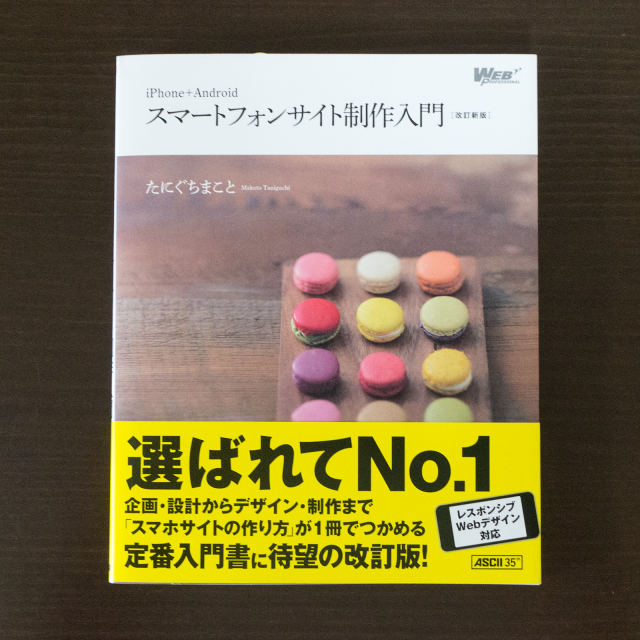 WEB PROFESSIONAL
iPhone+Android
スマートフォンサイト制作入門 [改訂新版]
たにぐちまこと Makoto Taniguchi
選ばれてNo.1
企画・設計からデザイン・制作まで
「スマホサイトの作り方」が1冊でつかめる
定番入門書に待望の改訂版!
レスポンシブ
Webデザイン
対応
ASCII 35™